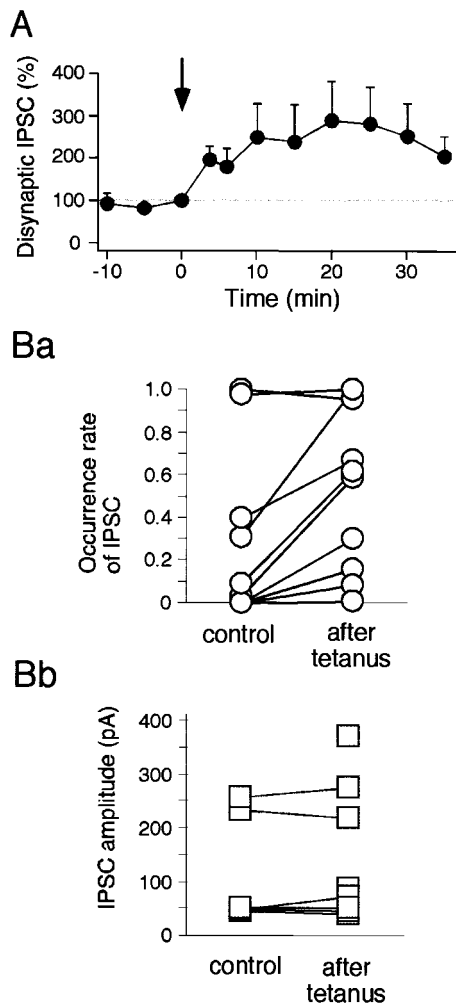 A
Disynaptic IPSC (%)
400
300
200
100
0
-10
0
10
20
30
Time (min)
Ba
Occurrence rate
of IPSC
1.0
0.8
0.6
0.4
0.2
0
control
after
tetanus
Bb
IPSC amplitude (pA)
400
300
200
100
50
0
control
after
tetanus